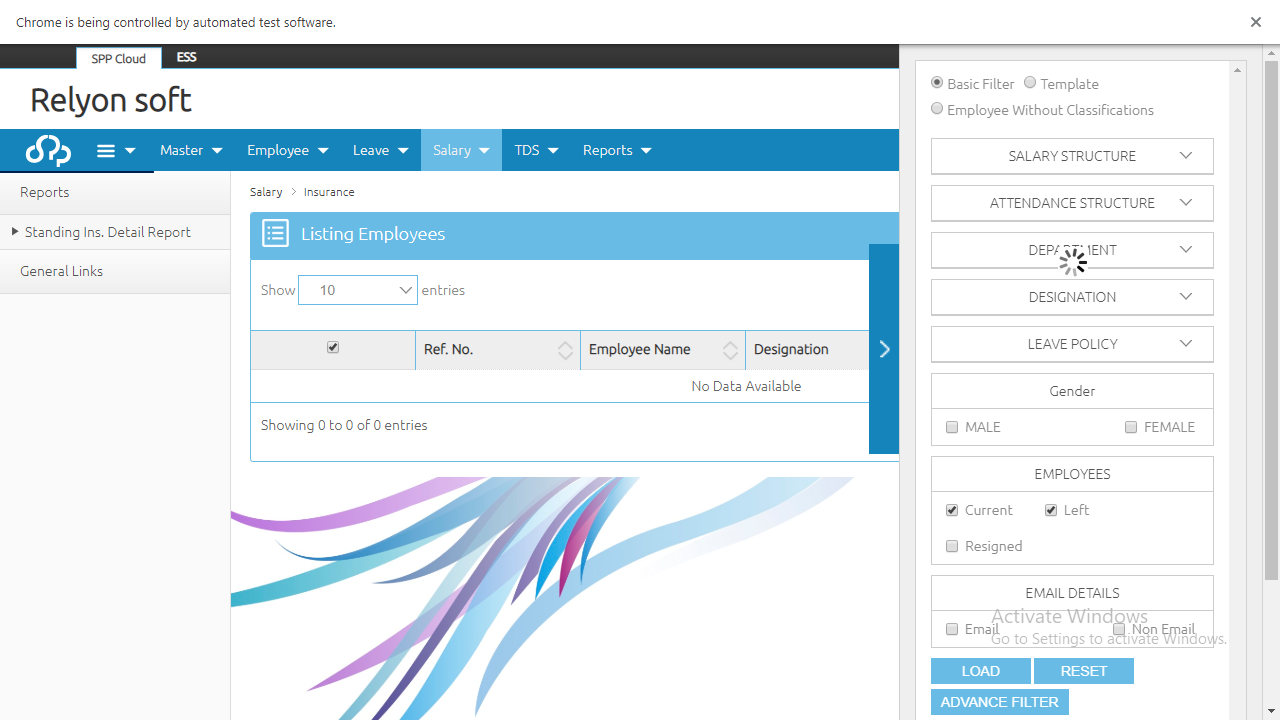 Chrome is being controlled by automated test software.
SPP Cloud ESS
Relyon soft
spp Master Employee Leave Salary TDS Reports
Reports
Standing Ins. Detail Report
General Links
Salary > Insurance
Listing Employees
Show 10 entries
Ref. No. Employee Name Designation
No Data Available
Showing 0 to 0 of 0 entries
Basic Filter Template
Employee Without Classifications
SALARY STRUCTURE
ATTENDANCE STRUCTURE
DEPARTMENT
DESIGNATION
LEAVE POLICY
Gender
MALE FEMALE
EMPLOYEES
Current Left
Resigned
EMAIL DETAILS
Email Non Email
Activate Windows
Go to Settings to activate Windows.
LOAD RESET
ADVANCE FILTER